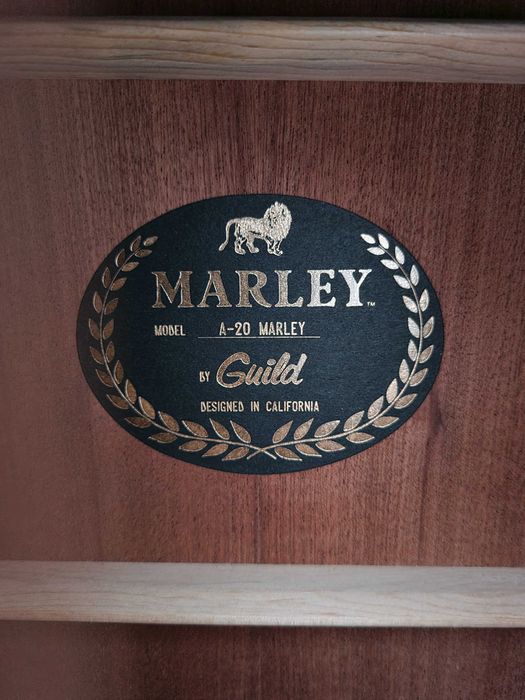 MARLEY™
MODEL A-20 MARLEY
BY Guild
DESIGNED IN CALIFORNIA